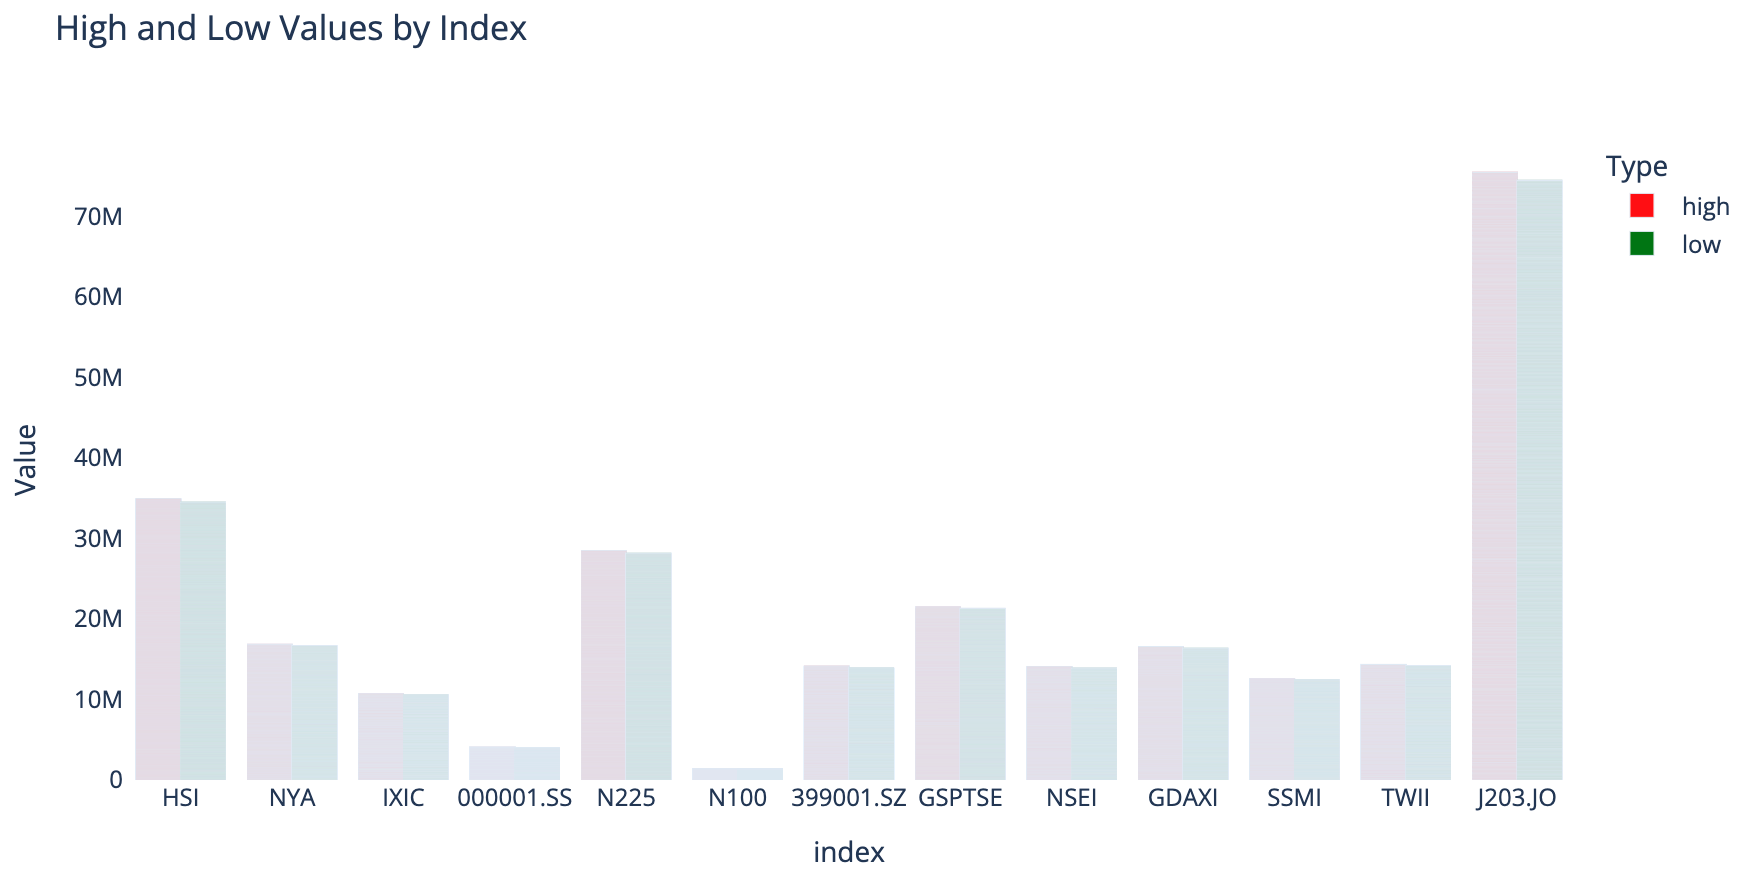 High and Low Values by Index
Type
high
low
Value
70M
60M
50M
40M
30M
20M
10M
0
HSI NYA IXIC 000001.SS N225 N100 399001.SZ GSPTSE NSEI GDAXI SSMI TWII J203.JO
index